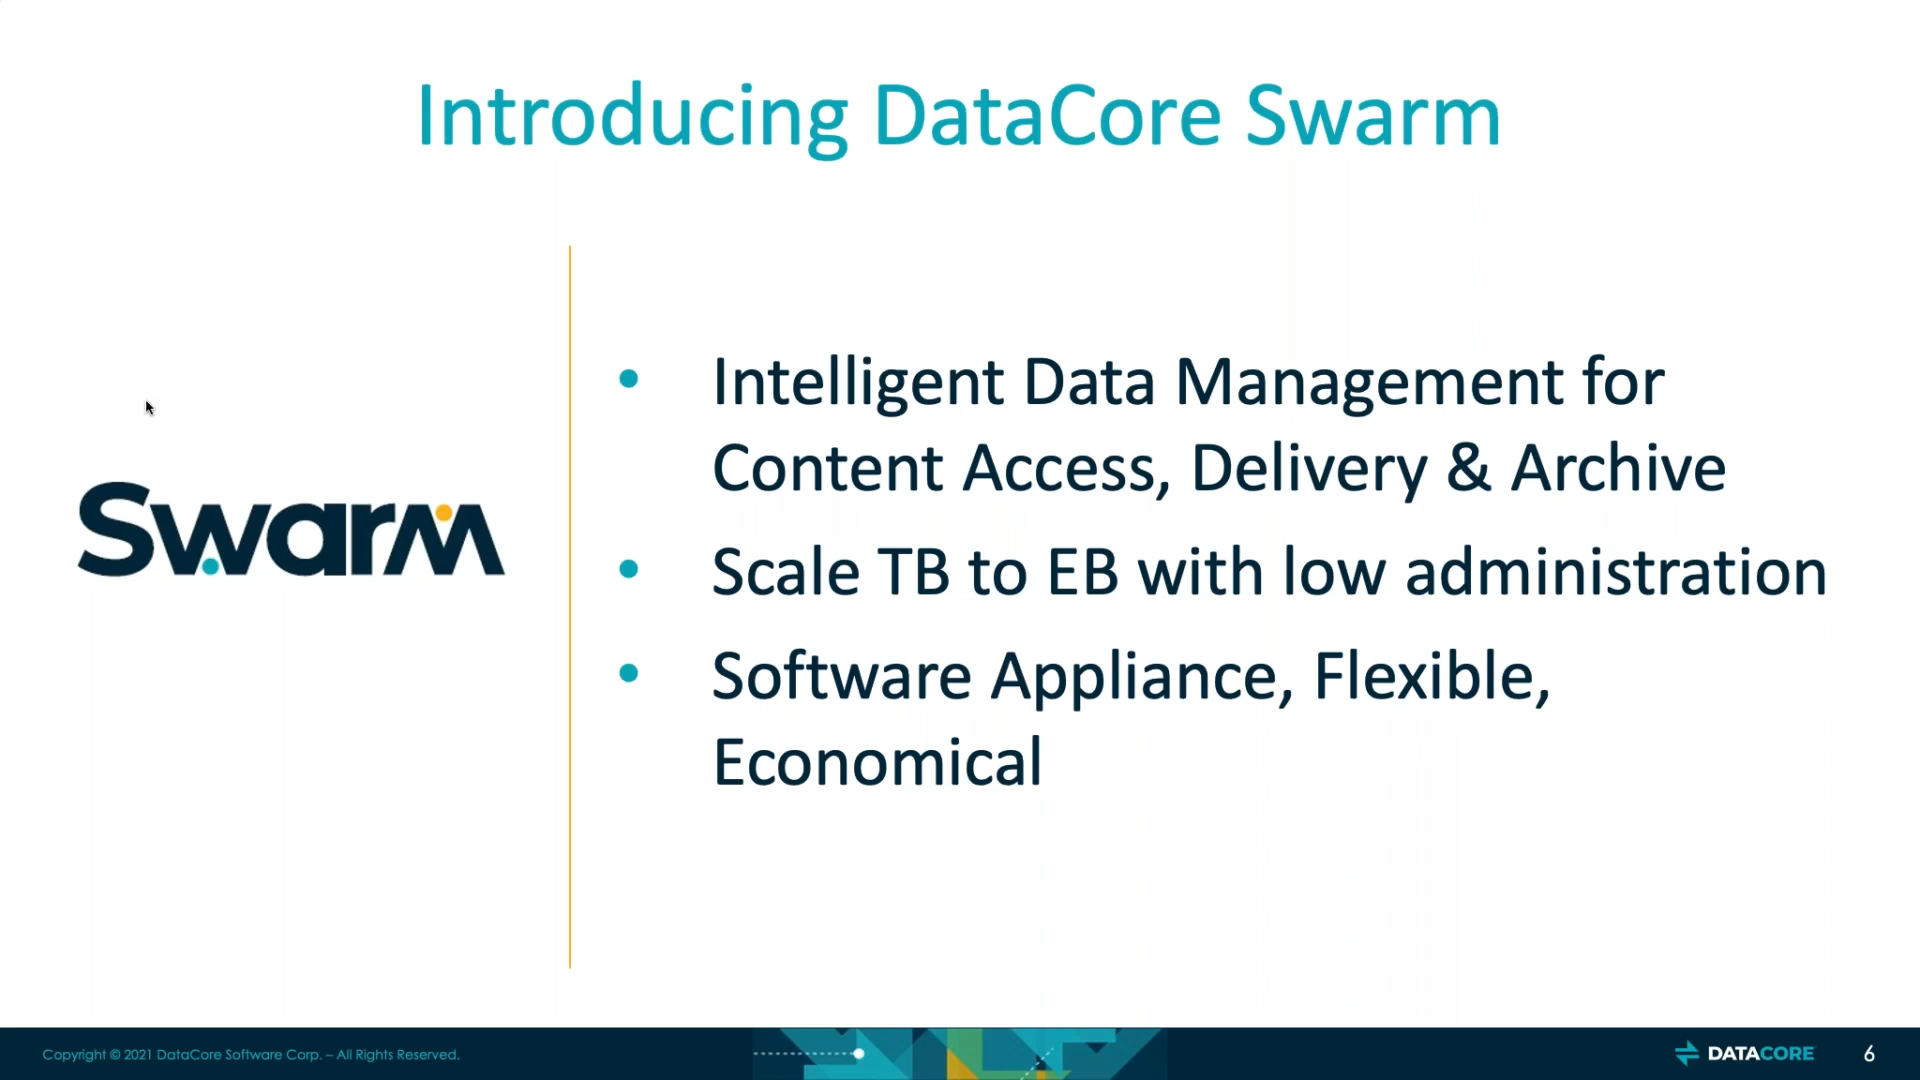 Introducing DataCore Swarm
Swarm
• Intelligent Data Management for
Content Access, Delivery & Archive
• Scale TB to EB with low administration
• Software Appliance, Flexible,
Economical
Copyright © 2021 DataCore Software Corp. – All Rights Reserved.
DATACORE
6